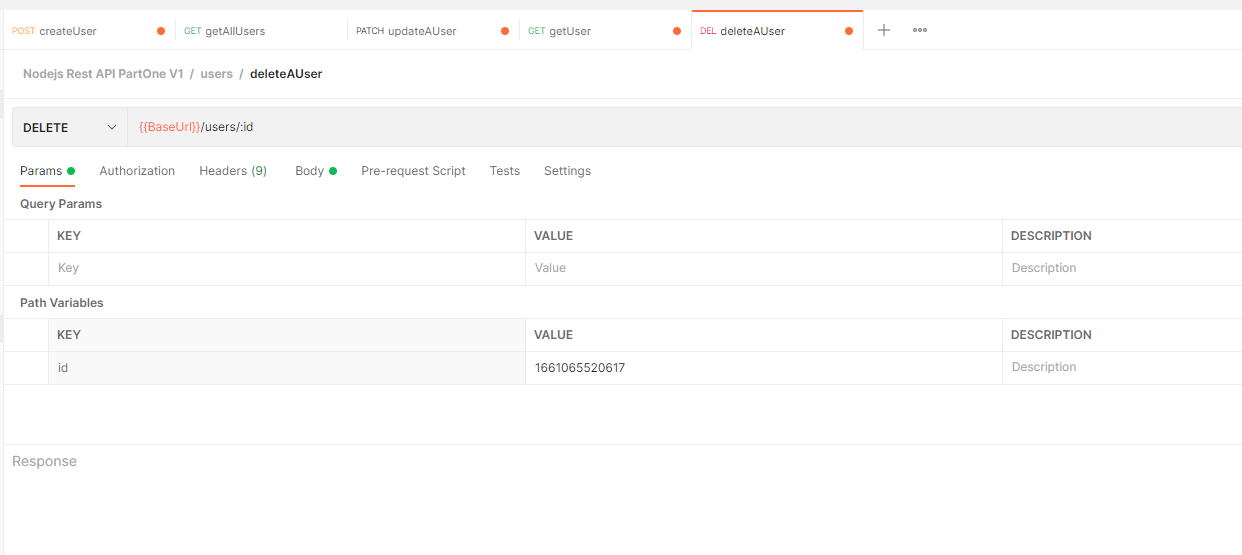 POST createUser GET getAllUsers PATCH updateAUser GET getUser DEL deleteAUser
Nodejs Rest API PartOne V1 / users / deleteAUser
DELETE {{BaseUrl}}/users/:id
Params Authorization Headers (9) Body Pre-request Script Tests Settings
Query Params
KEY VALUE DESCRIPTION
Key Value Description
Path Variables
KEY VALUE DESCRIPTION
id 1661065520617 Description
Response